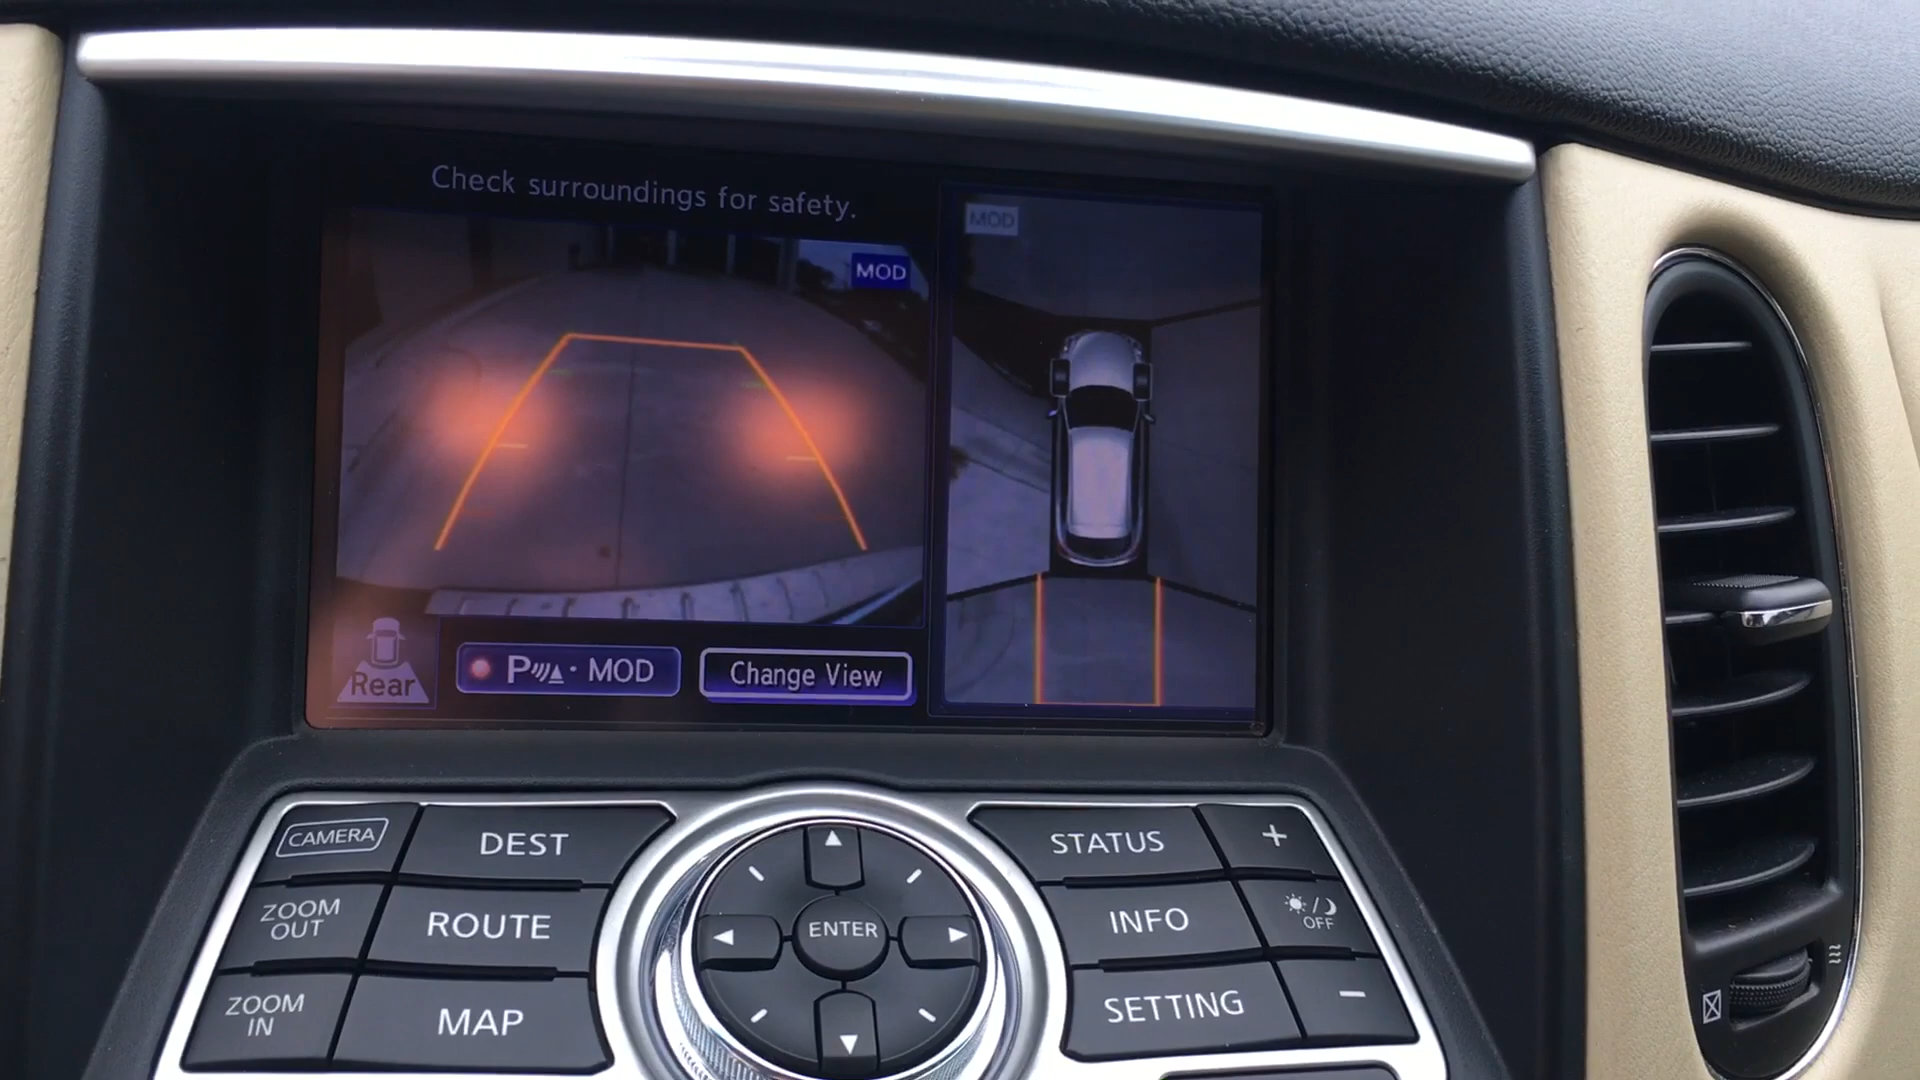 Check surroundings for safety.
MOD
MOD
Rear
P · MOD
Change View
CAMERA
DEST
ZOOM
OUT
ROUTE
ZOOM
IN
MAP
ENTER
STATUS
+
INFO
/
OFF
SETTING
−